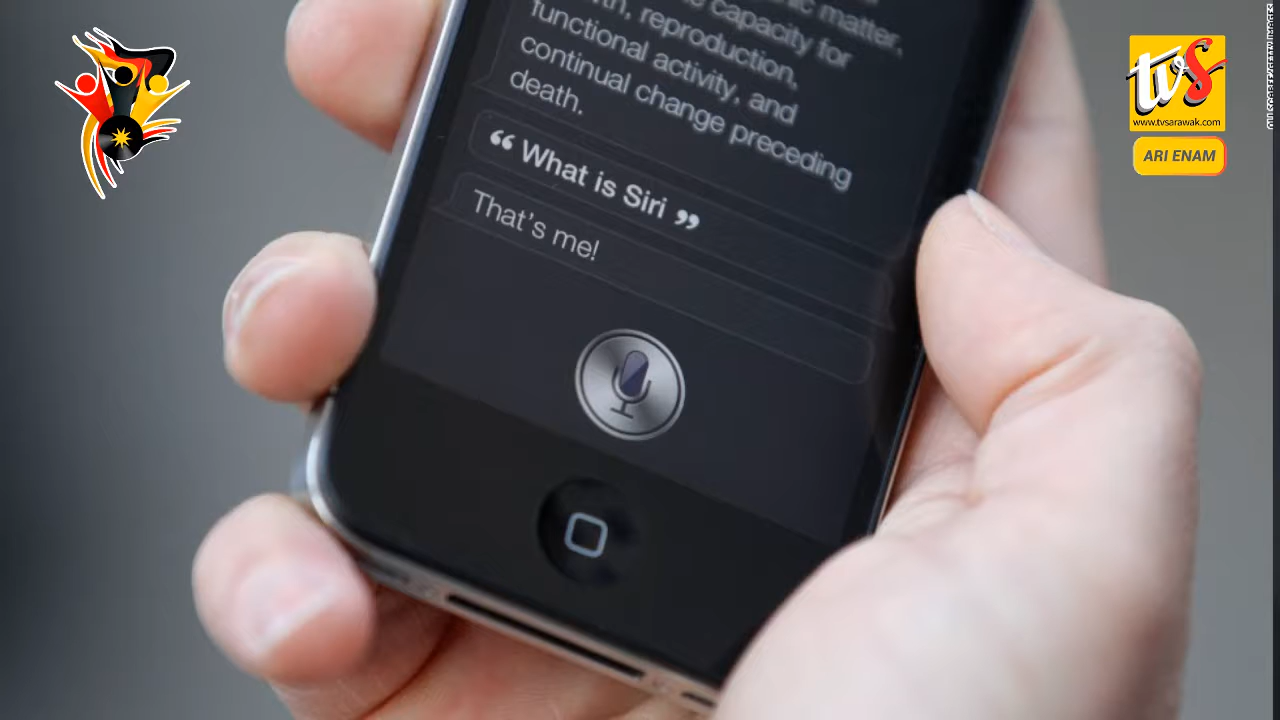 capacity for
reproduction,
functional activity, and
continual change preceding
death.
“ What is Siri ”
That's me!
tvS
www.tvsarawak.com
ARI ENAM